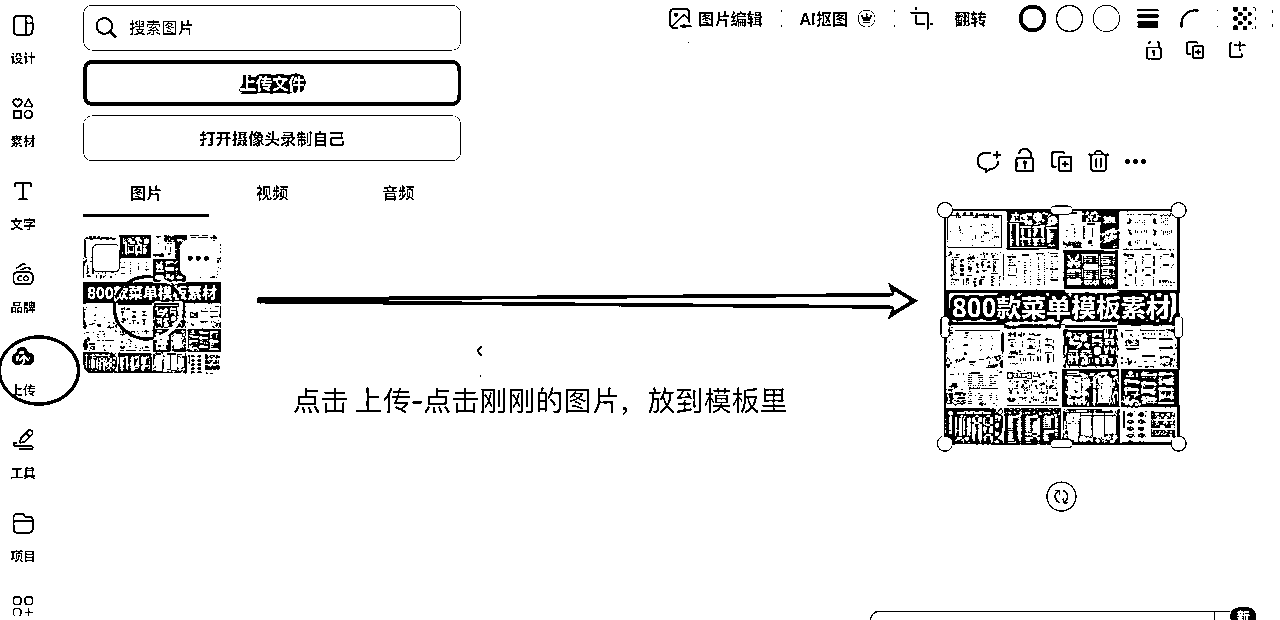 搜索图片
上传文件
打开摄像头录制自己
图片 视频 音频
800款菜单模板素材
设计
素材
文字
品牌
上传
工具
项目
图片编辑 AI抠图 翻转
800款菜单模板素材
点击 上传-点击刚刚的图片，放到模板里
新